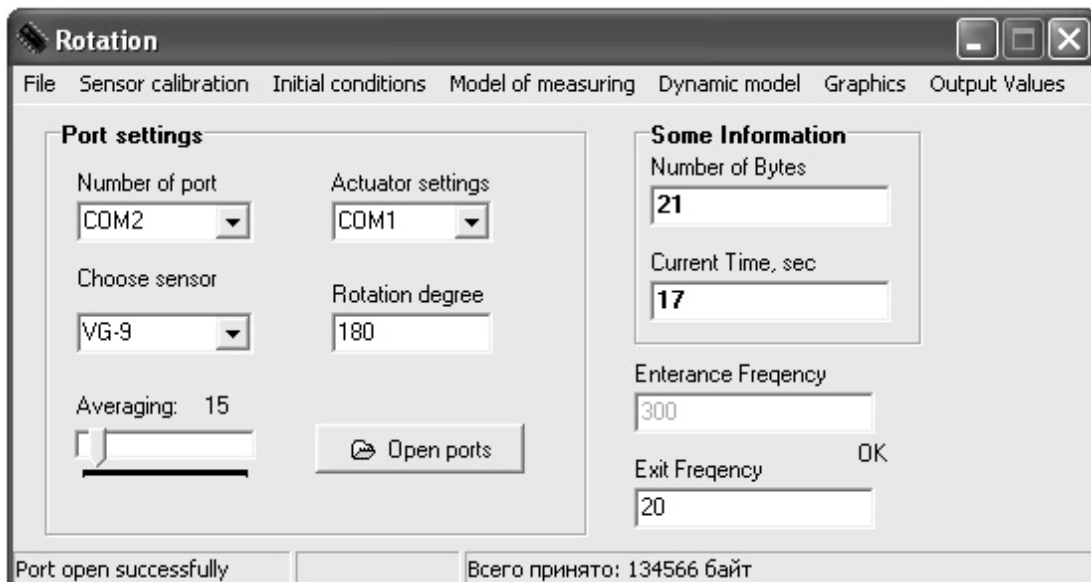 Rotation
File Sensor calibration Initial conditions Model of measuring Dynamic model Graphics Output Values
Port settings
Number of port
COM2
Actuator settings
COM1
Choose sensor
VG-9
Rotation degree
180
Averaging: 15
Open ports
Some Information
Number of Bytes
21
Current Time, sec
17
Enterance Freqency
300
OK
Exit Freqency
20
Port open successfully
Всего принято: 134566 байт